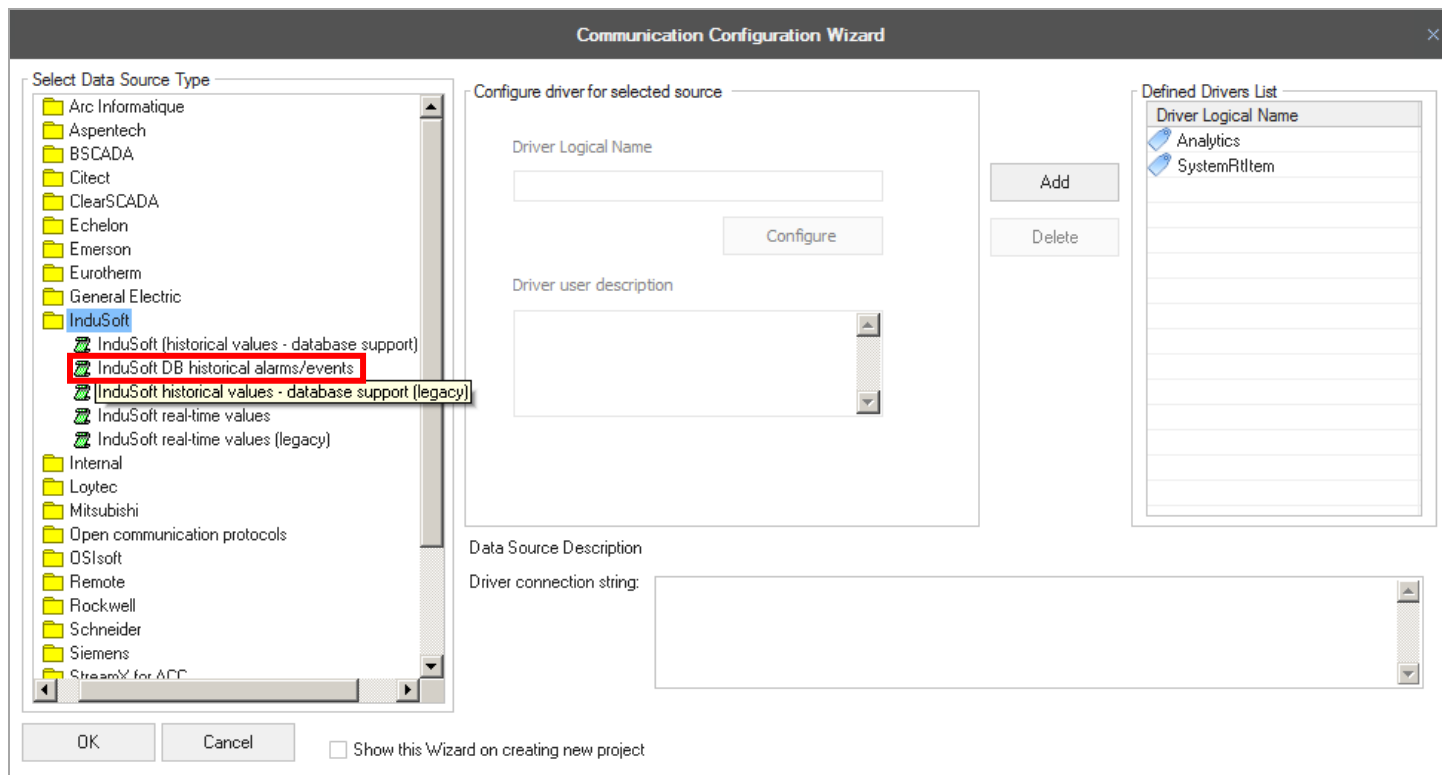 Communication Configuration Wizard
Select Data Source Type
Arc Informatique
Aspentech
BSCADA
Citect
ClearSCADA
Echelon
Emerson
Eurotherm
General Electric
InduSoft
InduSoft (historical values - database support)
InduSoft DB historical alarms/events
InduSoft historical values - database support (legacy)
InduSoft real-time values
InduSoft real-time values (legacy)
Internal
Loytec
Mitsubishi
Open communication protocols
OSIsoft
Remote
Rockwell
Schneider
Siemens
StreamX for ACC
Configure driver for selected source
Driver Logical Name
Configure
Driver user description
Add
Delete
Defined Drivers List
Driver Logical Name
Analytics
SystemRtItem
Data Source Description
Driver connection string:
OK
Cancel
Show this Wizard on creating new project